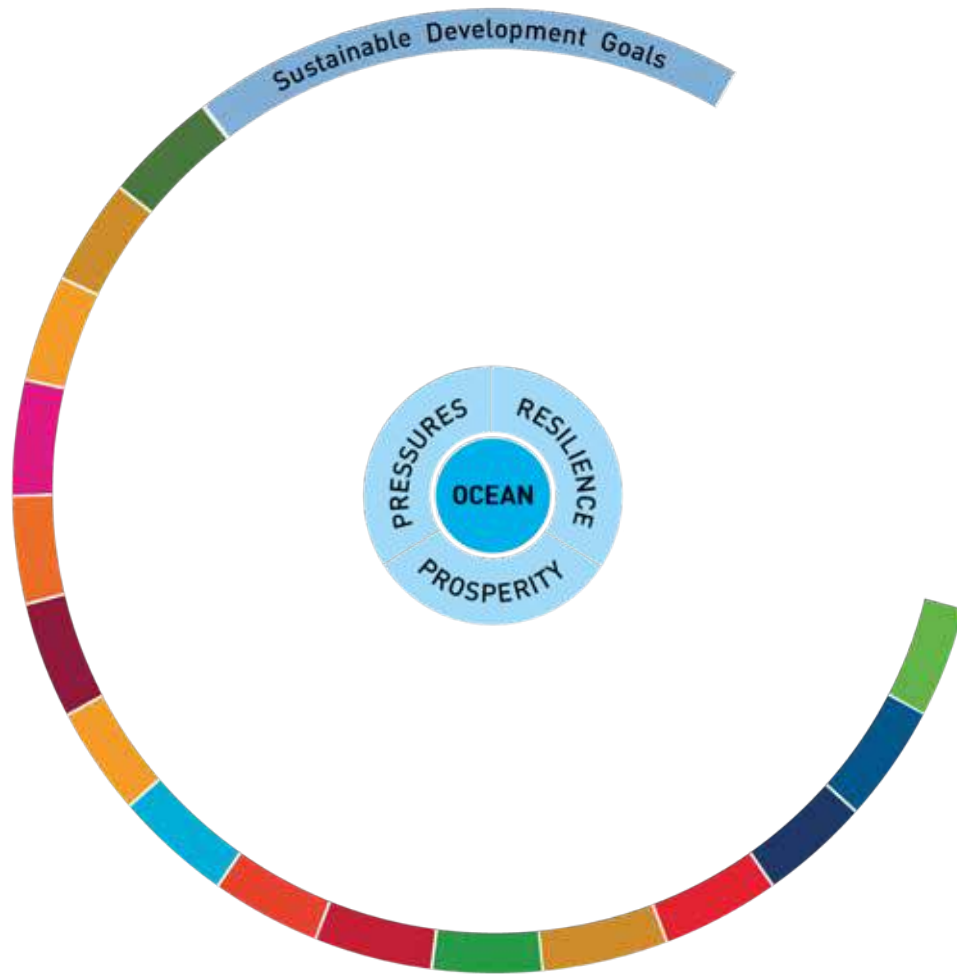 Sustainable Development Goals
PRESSURES
RESILIENCE
OCEAN
PROSPERITY